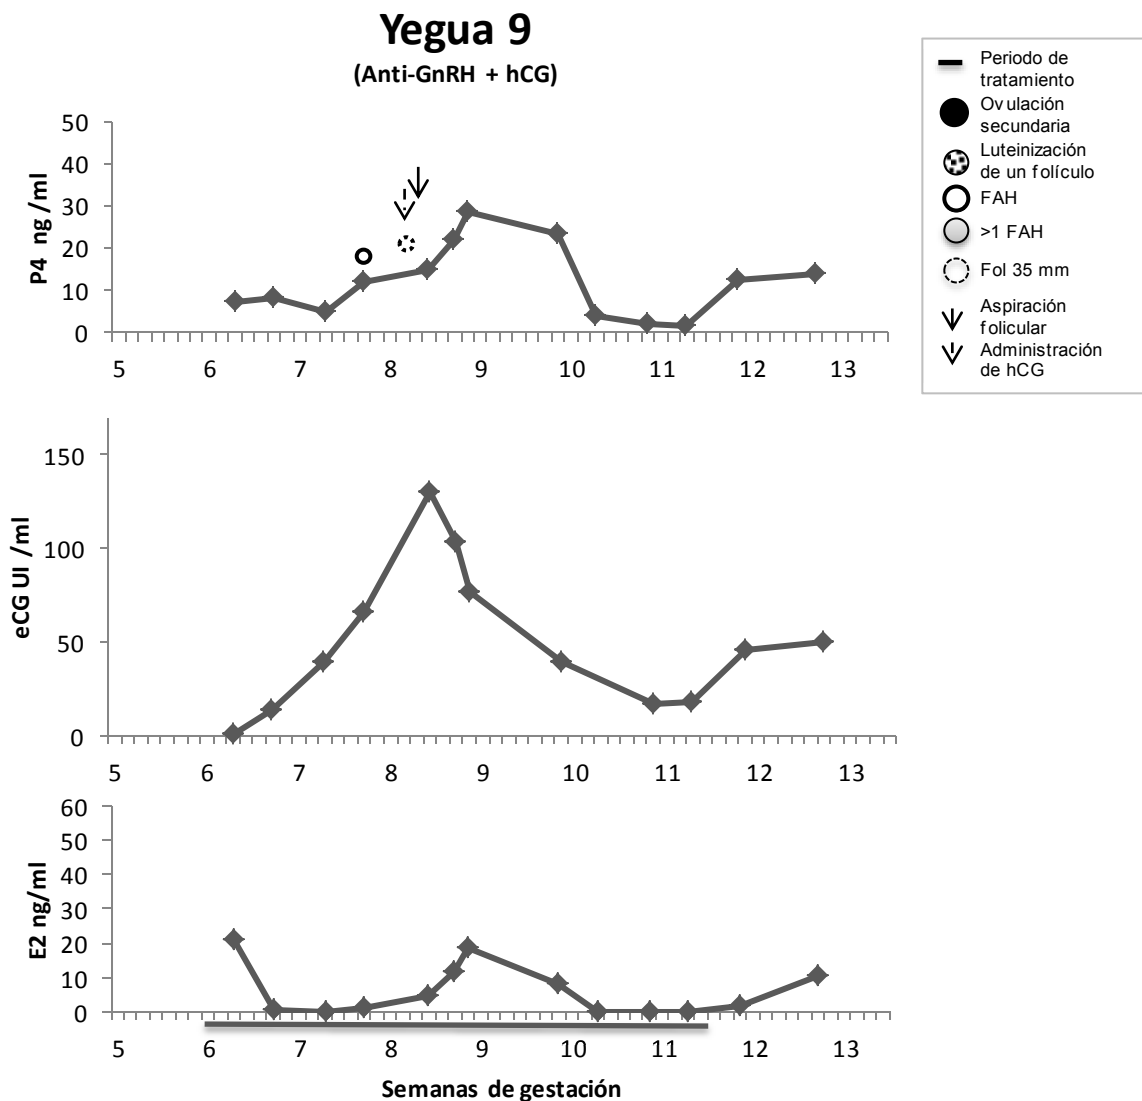 Yegua 9
(Anti-GnRH + hCG)
Periodo de
tratamiento
Ovulación
secundaria
Luteinización
de un folículo
FAH
>1 FAH
Fol 35 mm
Aspiración
folicular
Administración
de hCG
P4 ng /ml
50
40
30
20
10
0
5 6 7 8 9 10 11 12 13
eCG UI /ml
150
100
50
0
5 6 7 8 9 10 11 12 13
E2 ng/ml
60
50
40
30
20
10
0
5 6 7 8 9 10 11 12 13
Semanas de gestación